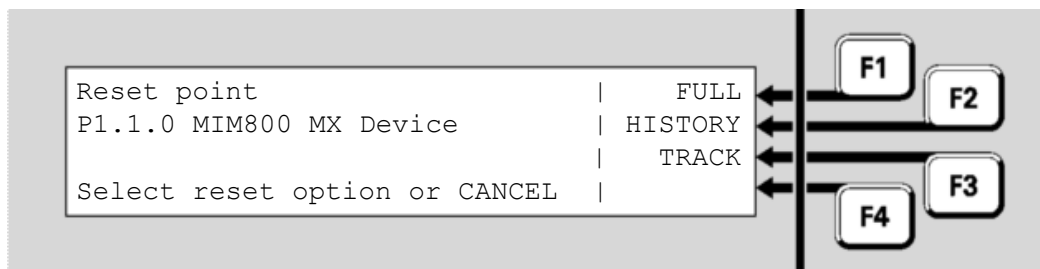 Reset point | FULL
P1.1.0 MIM800 MX Device | HISTORY
| TRACK
Select reset option or CANCEL |
F1
F2
F3
F4